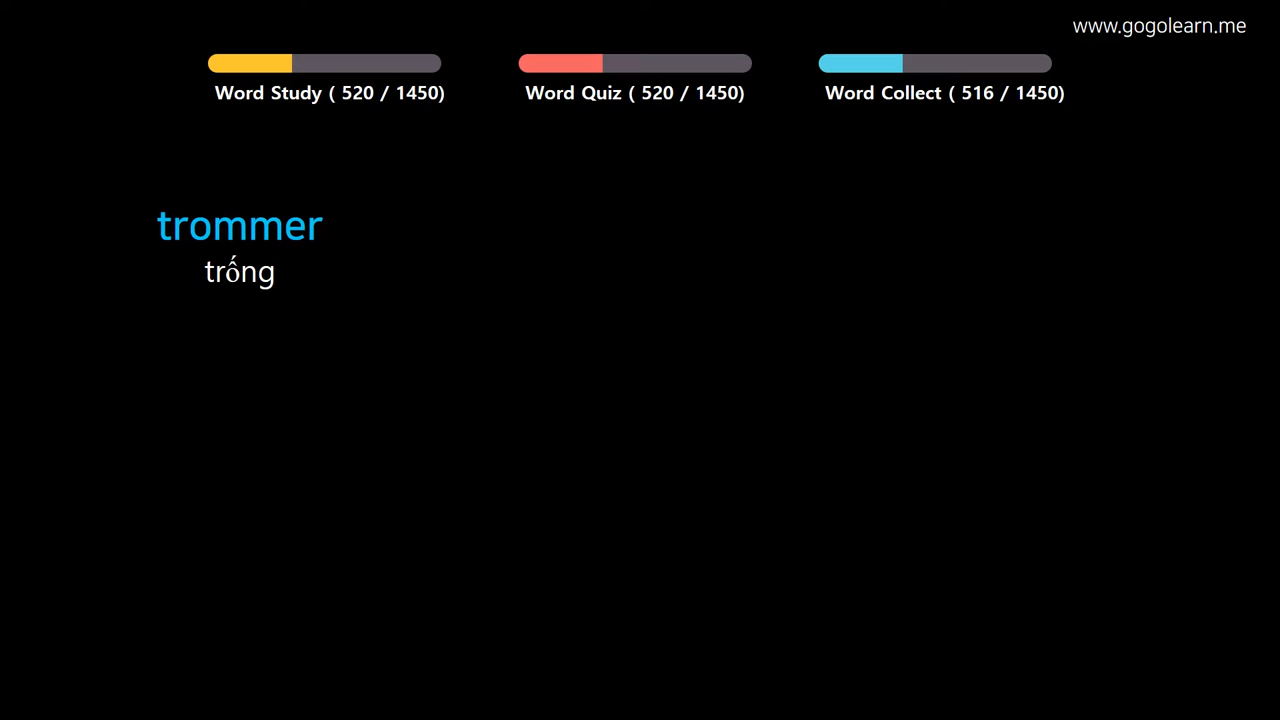 www.gogolearn.me
Word Study ( 520 / 1450)
Word Quiz ( 520 / 1450)
Word Collect ( 516 / 1450)
trommer
trống